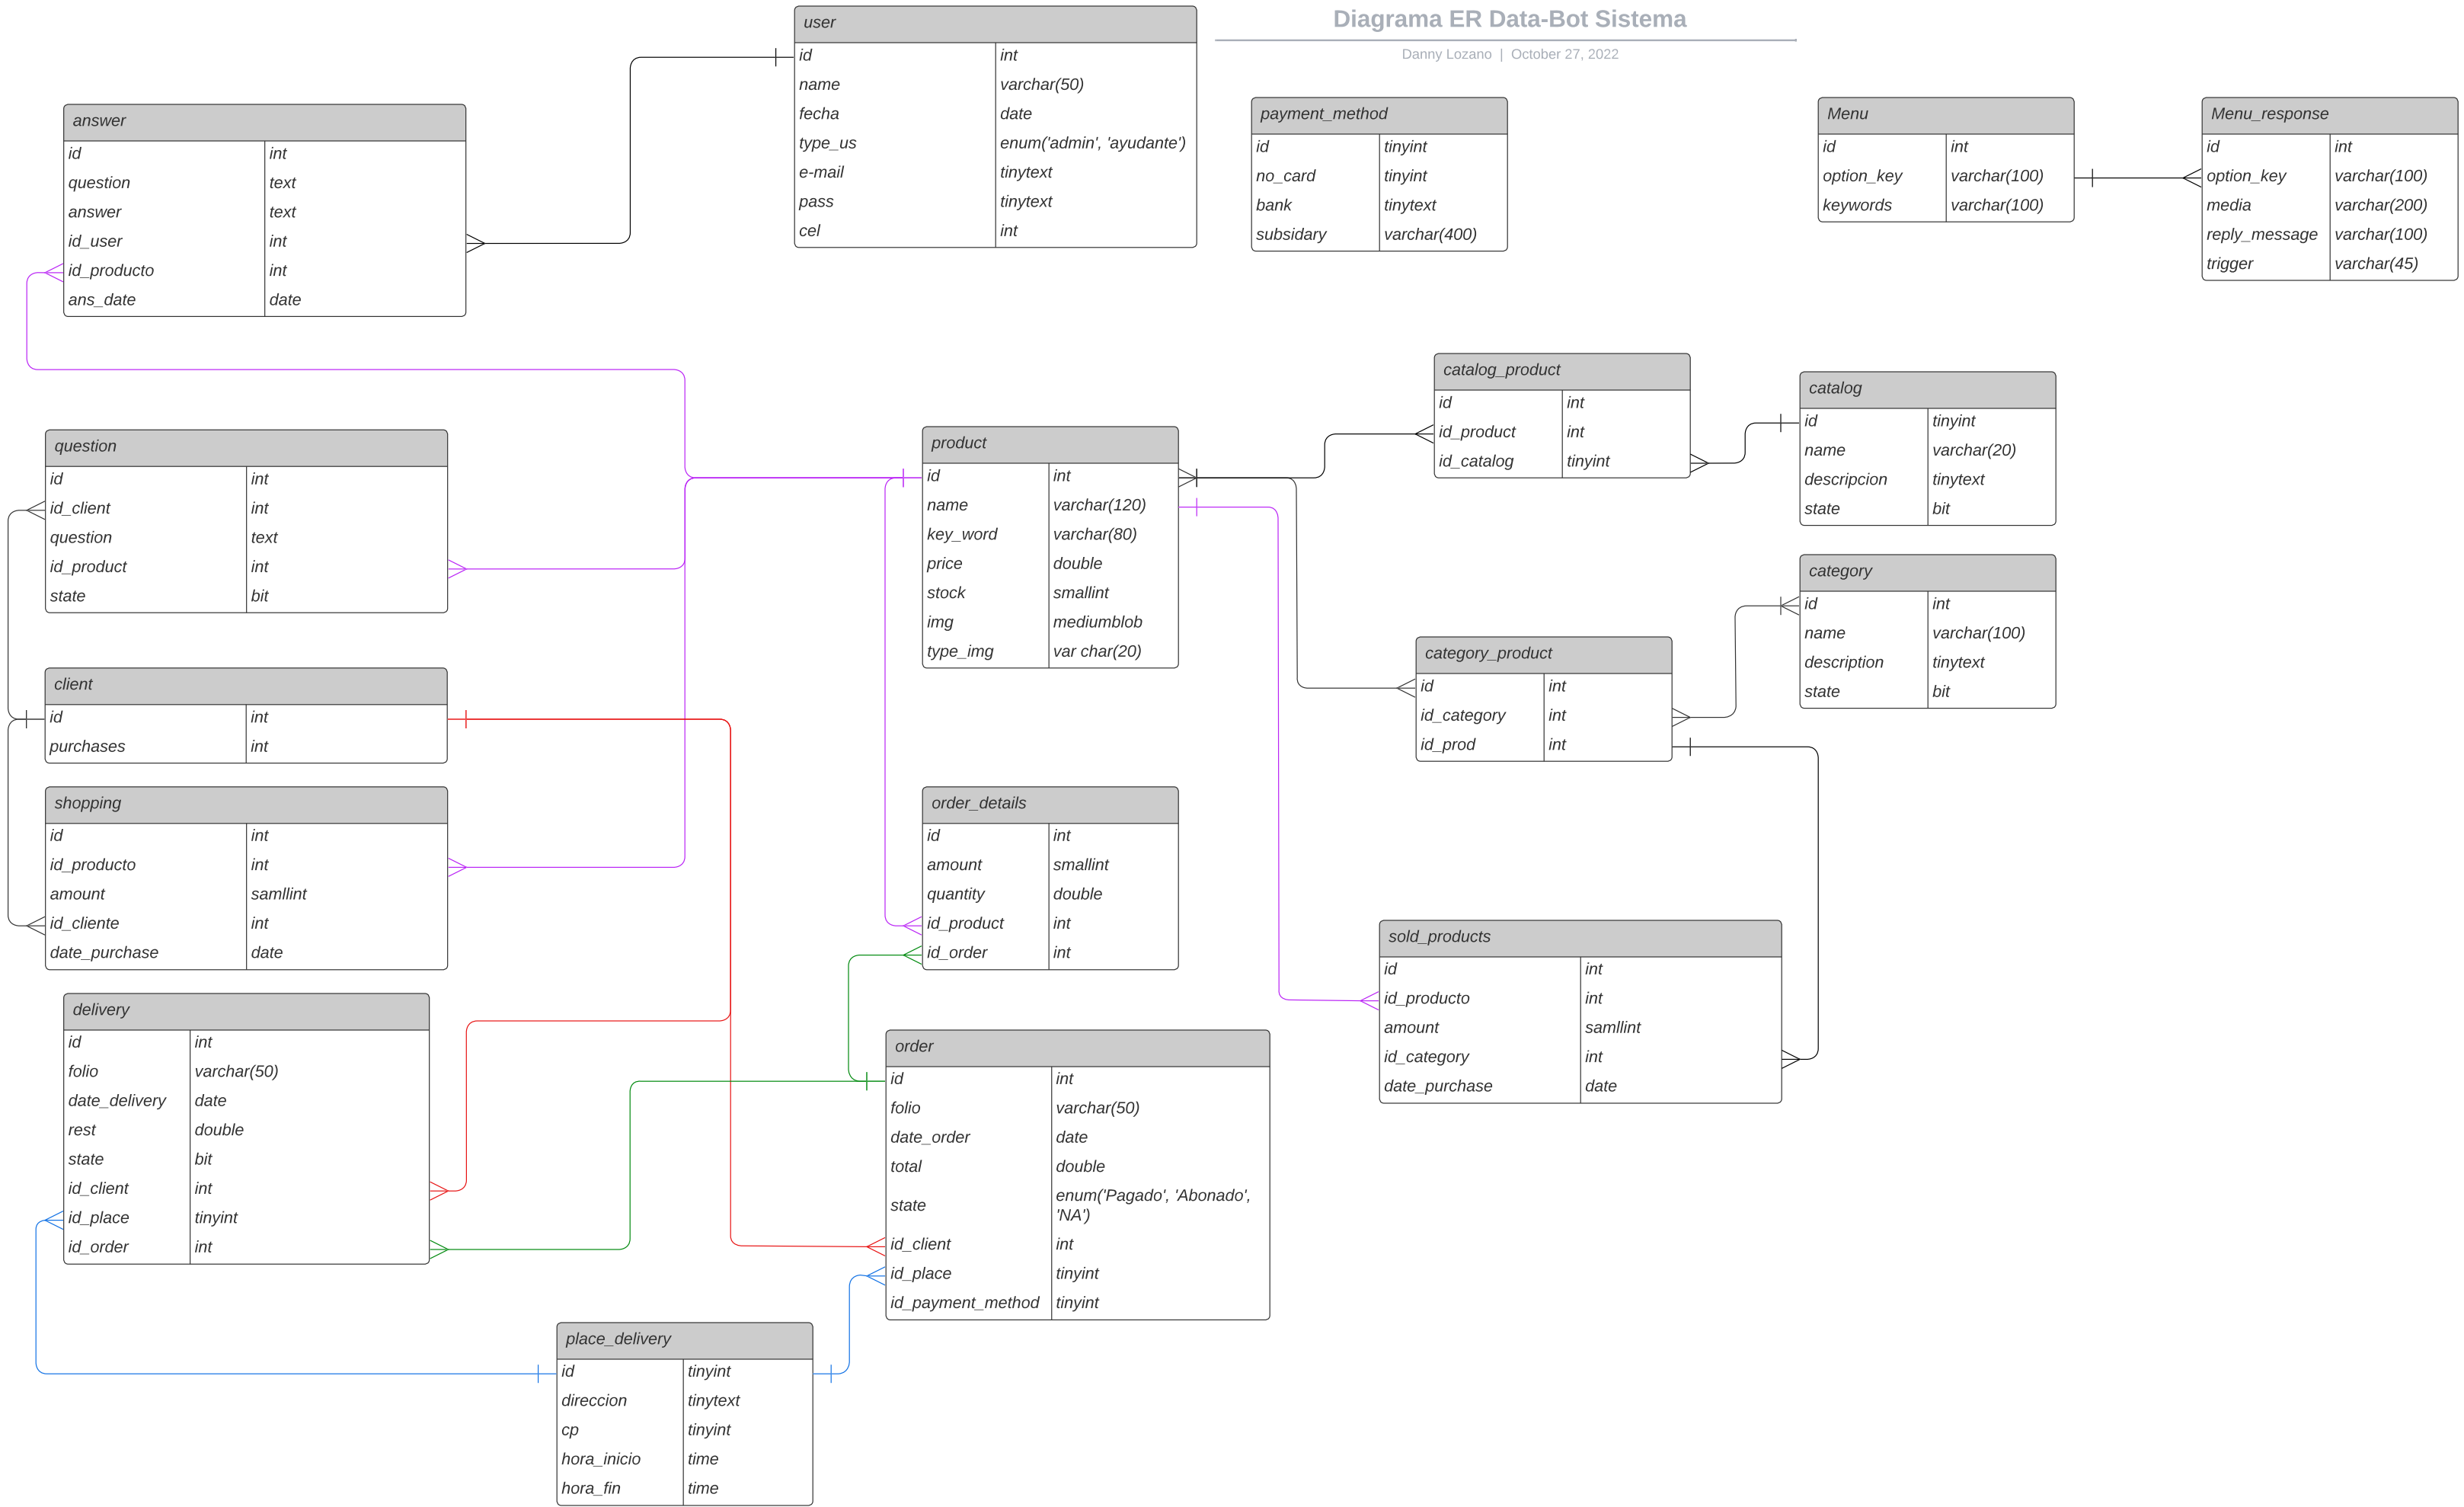 Diagrama ER Data-Bot Sistema
Danny Lozano | October 27, 2022
user
id int
name varchar(50)
fecha date
type_us enum('admin', 'ayudante')
e-mail tinytext
pass tinytext
cel int
answer
id int
question text
answer text
id_user int
id_producto int
ans_date date
payment_method
id tinyint
no_card tinyint
bank tinytext
subsidary varchar(400)
Menu
id int
option_key varchar(100)
keywords varchar(100)
Menu_response
id int
option_key varchar(100)
media varchar(200)
reply_message varchar(100)
trigger varchar(45)
question
id int
id_client int
question text
id_product int
state bit
product
id int
name varchar(120)
key_word varchar(80)
price double
stock smallint
img mediumblob
type_img var char(20)
catalog_product
id int
id_product int
id_catalog tinyint
catalog
id tinyint
name varchar(20)
descripcion tinytext
state bit
category
id int
name varchar(100)
description tinytext
state bit
category_product
id int
id_category int
id_prod int
client
id int
purchases int
shopping
id int
id_producto int
amount samllint
id_cliente int
date_purchase date
order_details
id int
amount smallint
quantity double
id_product int
id_order int
sold_products
id int
id_producto int
amount samllint
id_category int
date_purchase date
delivery
id int
folio varchar(50)
date_delivery date
rest double
state bit
id_client int
id_place tinyint
id_order int
order
id int
folio varchar(50)
date_order date
total double
state enum('Pagado', 'Abonado',
'NA')
id_client int
id_place tinyint
id_payment_method tinyint
place_delivery
id tinyint
direccion tinytext
cp tinyint
hora_inicio time
hora_fin time